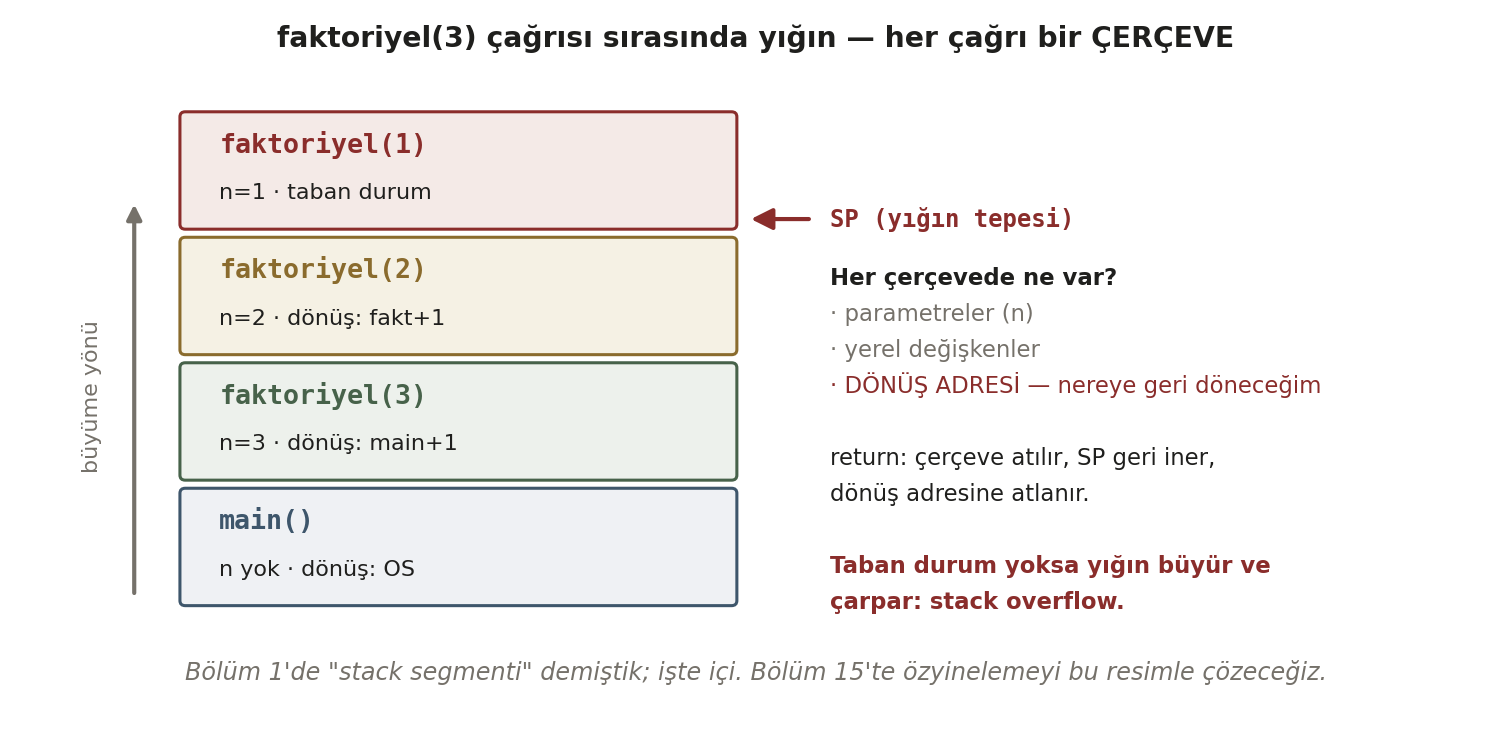 faktoriyel(3) çağrısı sırasında yığın — her çağrı bir ÇERÇEVE
faktoriyel(1)
n=1 · taban durum
faktoriyel(2)
n=2 · dönüş: fakt+1
faktoriyel(3)
n=3 · dönüş: main+1
main()
n yok · dönüş: OS
büyüme yönü
SP (yığın tepesi)
Her çerçevede ne var?
· parametreler (n)
· yerel değişkenler
· DÖNÜŞ ADRESİ — nereye geri döneceğim
return: çerçeve atılır, SP geri iner,
dönüş adresine atlanır.
Taban durum yoksa yığın büyür ve
çarpar: stack overflow.
Bölüm 1'de "stack segmenti" demiştik; işte içi. Bölüm 15'te özyinelemeyi bu resimle çözeceğiz.